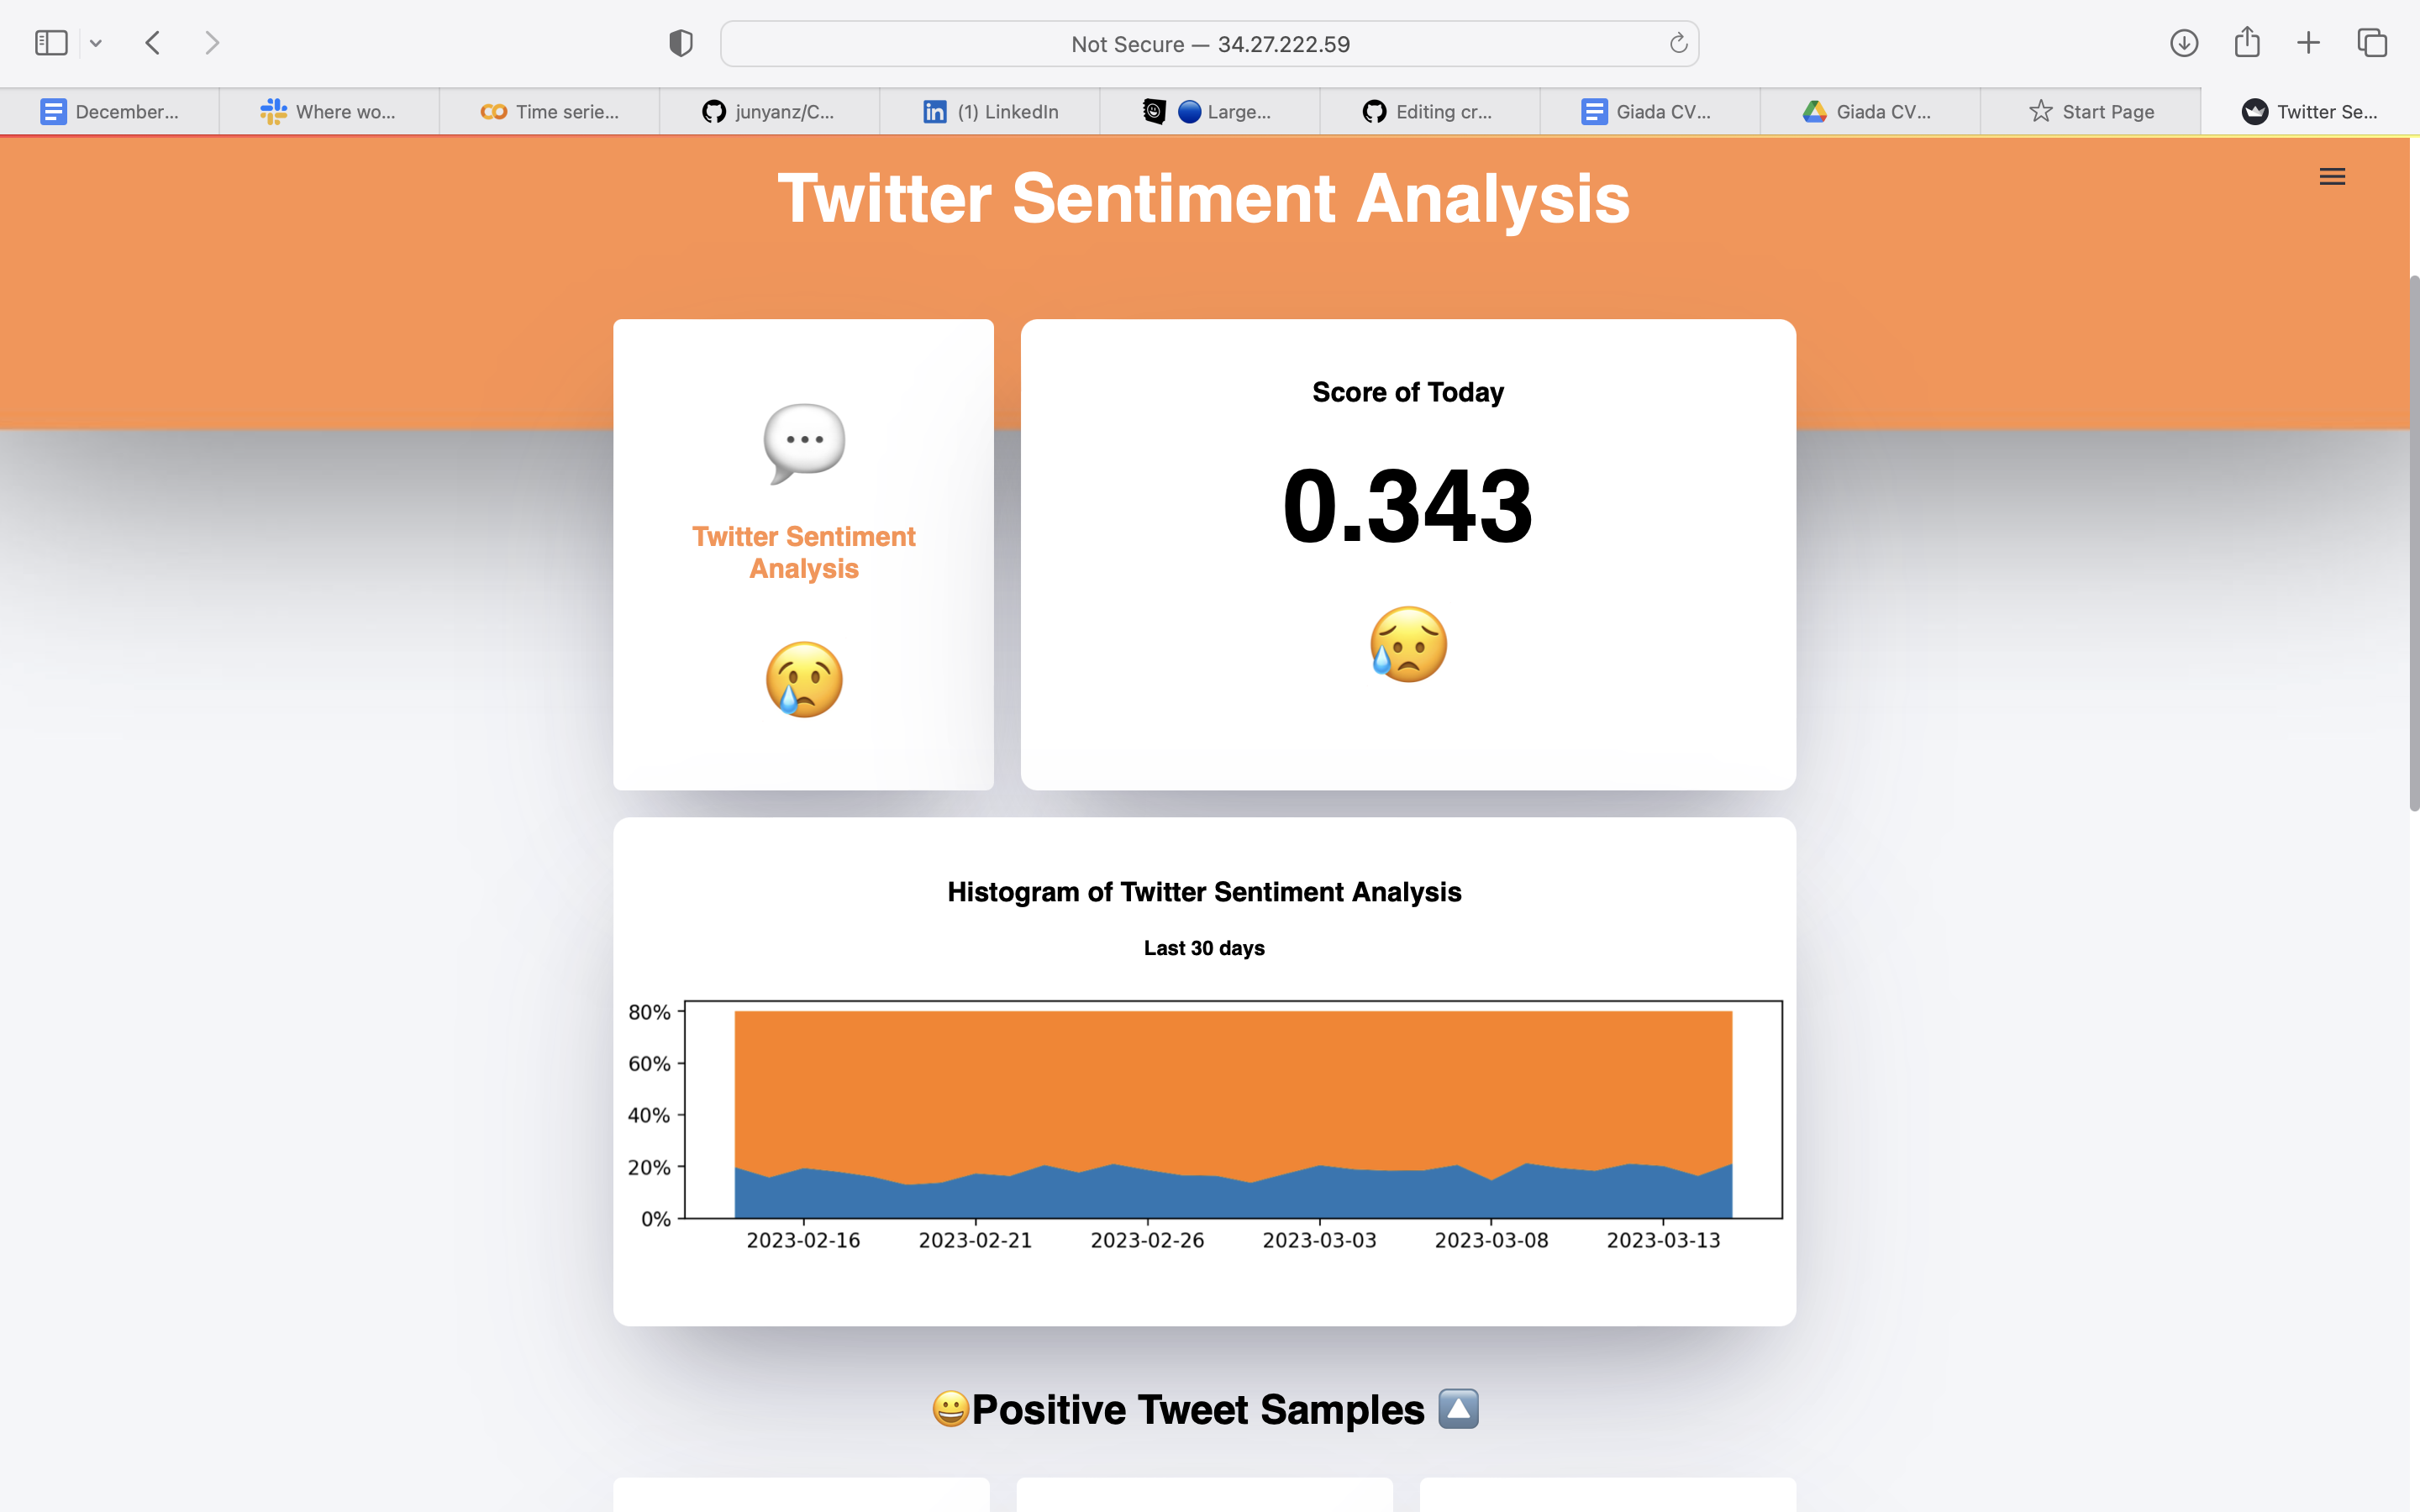 Not Secure — 34.27.222.59
December...
Where wo...
Time serie...
junyanz/C...
(1) LinkedIn
Large...
Editing cr...
Giada CV...
Giada CV...
Start Page
Twitter Se...
Twitter Sentiment Analysis
Twitter Sentiment
Analysis
Score of Today
0.343
Histogram of Twitter Sentiment Analysis
Last 30 days
80%
60%
40%
20%
0%
2023-02-16
2023-02-21
2023-02-26
2023-03-03
2023-03-08
2023-03-13
Positive Tweet Samples